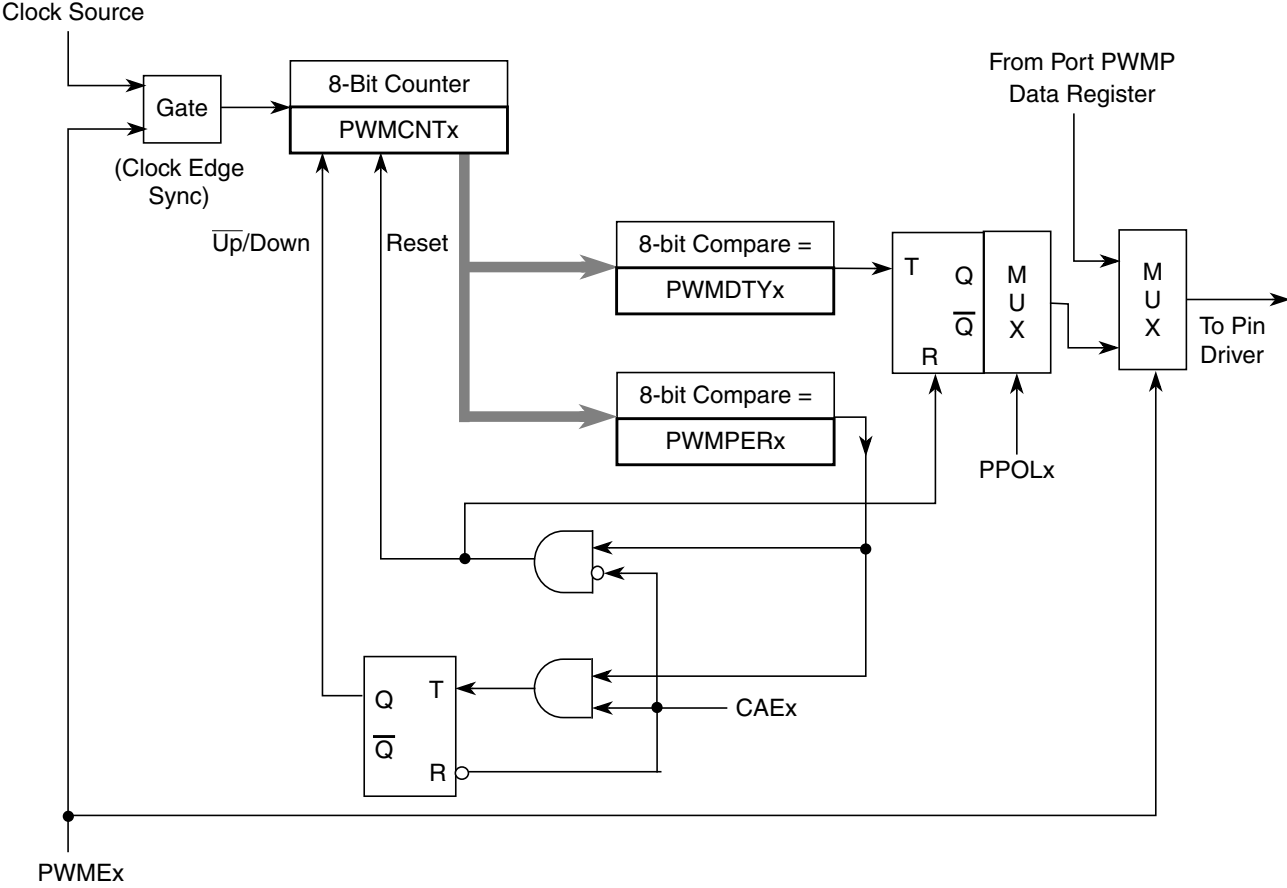 Clock Source
Gate
(Clock Edge
Sync)
8-Bit Counter
PWMCNTx
From Port PWMP
Data Register
Up/Down
Reset
8-bit Compare =
PWMDTYx
T
Q
Q
R
M
U
X
M
U
X
To Pin
Driver
8-bit Compare =
PWMPERx
PPOLx
Q
T
Q
R
CAEx
PWMEx